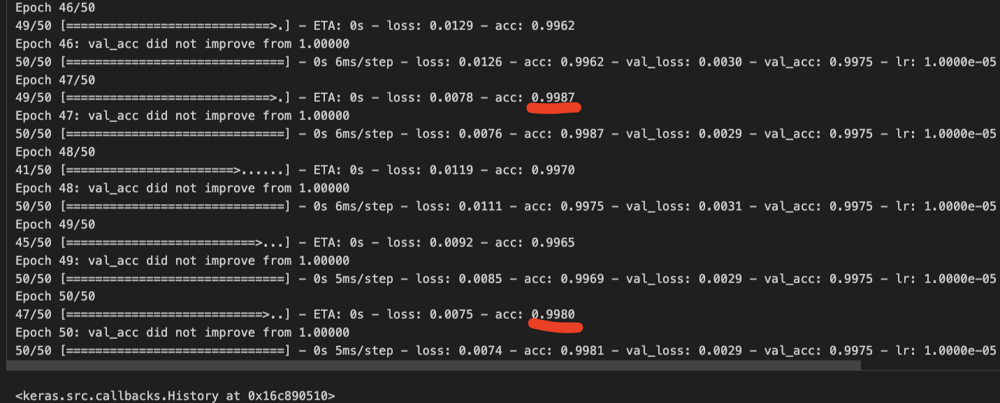 Epoch 46/50
49/50 [============================>.] - ETA: 0s - loss: 0.0129 - acc: 0.9962
Epoch 46: val_acc did not improve from 1.00000
50/50 [==============================] - 0s 6ms/step - loss: 0.0126 - acc: 0.9962 - val_loss: 0.0030 - val_acc: 0.9975 - lr: 1.0000e-05
Epoch 47/50
49/50 [============================>.] - ETA: 0s - loss: 0.0078 - acc: 0.9987
Epoch 47: val_acc did not improve from 1.00000
50/50 [==============================] - 0s 6ms/step - loss: 0.0076 - acc: 0.9987 - val_loss: 0.0029 - val_acc: 0.9975 - lr: 1.0000e-05
Epoch 48/50
41/50 [=======================>......] - ETA: 0s - loss: 0.0119 - acc: 0.9970
Epoch 48: val_acc did not improve from 1.00000
50/50 [==============================] - 0s 6ms/step - loss: 0.0111 - acc: 0.9975 - val_loss: 0.0031 - val_acc: 0.9975 - lr: 1.0000e-05
Epoch 49/50
45/50 [==========================>...] - ETA: 0s - loss: 0.0092 - acc: 0.9965
Epoch 49: val_acc did not improve from 1.00000
50/50 [==============================] - 0s 5ms/step - loss: 0.0085 - acc: 0.9969 - val_loss: 0.0029 - val_acc: 0.9975 - lr: 1.0000e-05
Epoch 50/50
47/50 [===========================>..] - ETA: 0s - loss: 0.0075 - acc: 0.9980
Epoch 50: val_acc did not improve from 1.00000
50/50 [==============================] - 0s 5ms/step - loss: 0.0074 - acc: 0.9981 - val_loss: 0.0029 - val_acc: 0.9975 - lr: 1.0000e-05
<keras.src.callbacks.History at 0x16c890510>